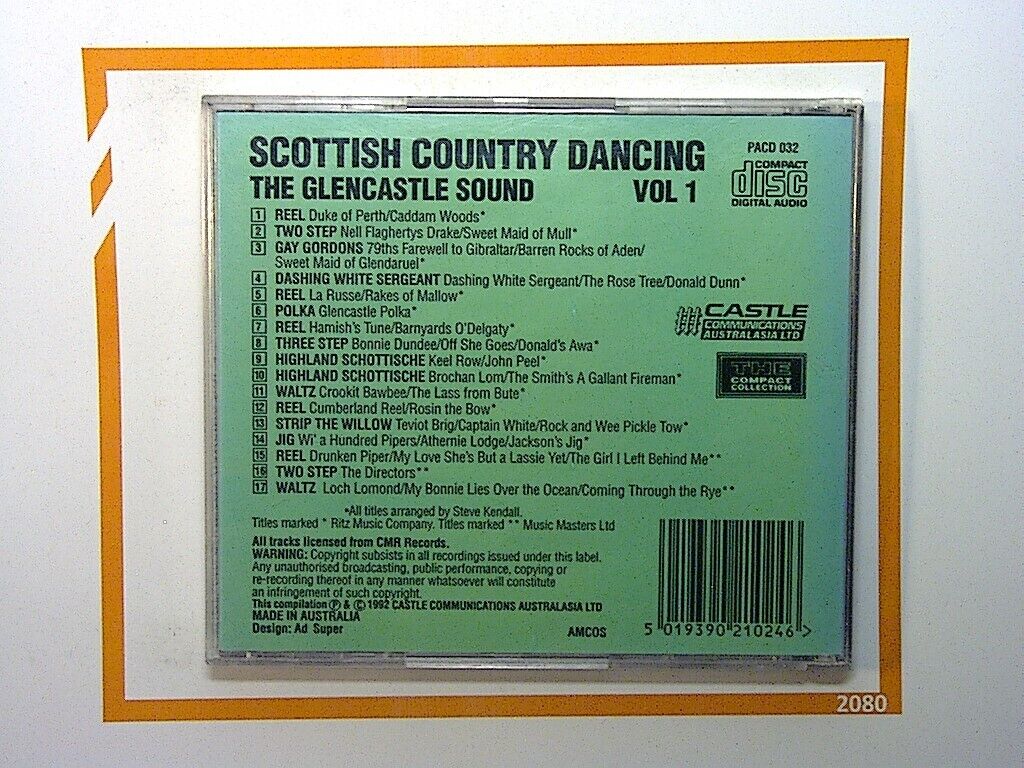 SCOTTISH COUNTRY DANCING
THE GLENCASTLE SOUND VOL 1
PACD 032
COMPACT
disc
DIGITAL AUDIO
1 REEL Duke of Perth/Caddam Woods*
2 TWO STEP Nell Flaghertys Drake/Sweet Maid of Mull*
3 GAY GORDONS 79ths Farewell to Gibraltar/Barren Rocks of Aden/
Sweet Maid of Glendaruel*
4 DASHING WHITE SERGEANT Dashing White Sergeant/The Rose Tree/Donald Dunn*
5 REEL La Russe/Rakes of Mallow*
6 POLKA Glencastle Polka*
7 REEL Hamish's Tune/Barnyards O'Delgaty*
8 THREE STEP Bonnie Dundee/Off She Goes/Donald's Awa*
9 HIGHLAND SCHOTTISCHE Keel Row/John Peel*
10 HIGHLAND SCHOTTISCHE Brochan Lom/The Smith's A Gallant Fireman*
11 WALTZ Crookit Bawbee/The Lass from Bute*
12 REEL Cumberland Reel/Rosin the Bow*
13 STRIP THE WILLOW Teviot Brig/Captain White/Rock and Wee Pickle Tow*
14 JIG Wi' a Hundred Pipers/Athernie Lodge/Jackson's Jig*
15 REEL Drunken Piper/My Love She's But a Lassie Yet/The Girl I Left Behind Me**
16 TWO STEP The Directors**
17 WALTZ Loch Lomond/My Bonnie Lies Over the Ocean/Coming Through the Rye**
CASTLE
COMMUNICATIONS
AUSTRALASIA LTD
THE
COMPACT
COLLECTION
*All titles arranged by Steve Kendall.
Titles marked * Ritz Music Company. Titles marked ** Music Masters Ltd
All tracks licensed from CMR Records.
WARNING: Copyright subsists in all recordings issued under this label.
Any unauthorised broadcasting, public performance, copying or
re-recording thereof in any manner whatsoever will constitute
an infringement of such copyright.
This compilation ℗ & © 1992 CASTLE COMMUNICATIONS AUSTRALASIA LTD
MADE IN AUSTRALIA
Design: Ad Super
AMCOS
5 019390 210246 >
2080